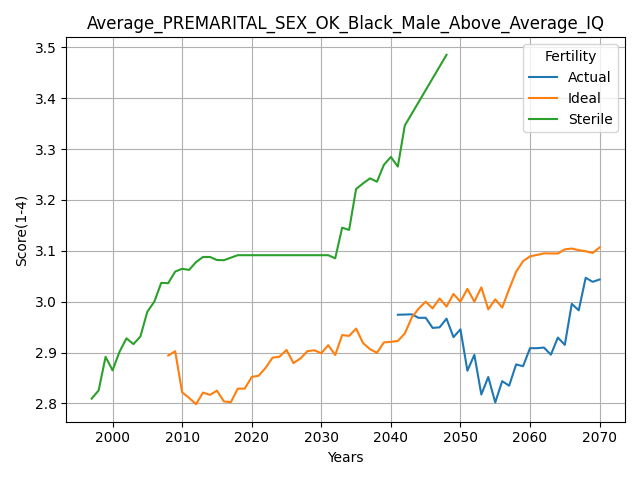 Average_PREMARITAL_SEX_OK_Black_Male_Above_Average_IQ
Fertility
Actual
Ideal
Sterile
Score(1-4)
3.5
3.4
3.3
3.2
3.1
3.0
2.9
2.8
2000 2010 2020 2030 2040 2050 2060 2070
Years